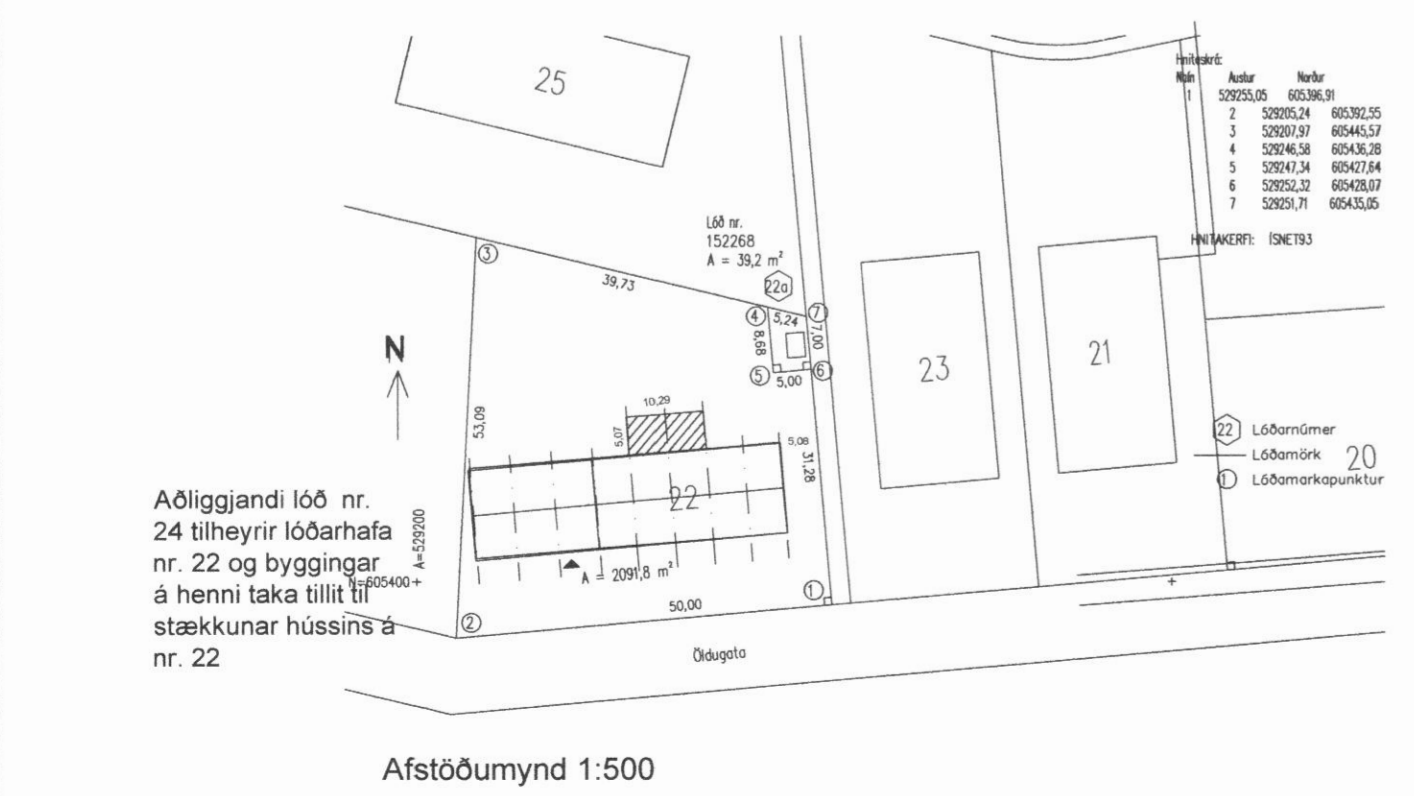 25
Hnitaskrá:
Nafn Austur Norður
1 529255,05 605396,91
2 529205,24 605392,55
3 529207,97 605445,57
4 529246,58 605436,28
5 529247,34 605427,64
6 529252,32 605428,07
7 529251,71 605435,05
HNITAKERFI: ÍSNET93
Lóð nr.
152268
A = 39,2 m²
22a
3
39,73
4
5,24
7
8,68
7,00
5
5,00
6
N
23
21
53,09
10,29
5,07
5,08
31,28
22
22 Lóðarnúmer
Lóðamörk
1 Lóðamarkapunktur
20
Aðliggjandi lóð nr.
24 tilheyrir lóðarhafa
nr. 22 og byggingar
á henni taka tillit til
stækkunar hússins á
nr. 22
A=529200
N=605400+
A = 2091,8 m²
50,00
1
2
Öldugata
Afstöðumynd 1:500